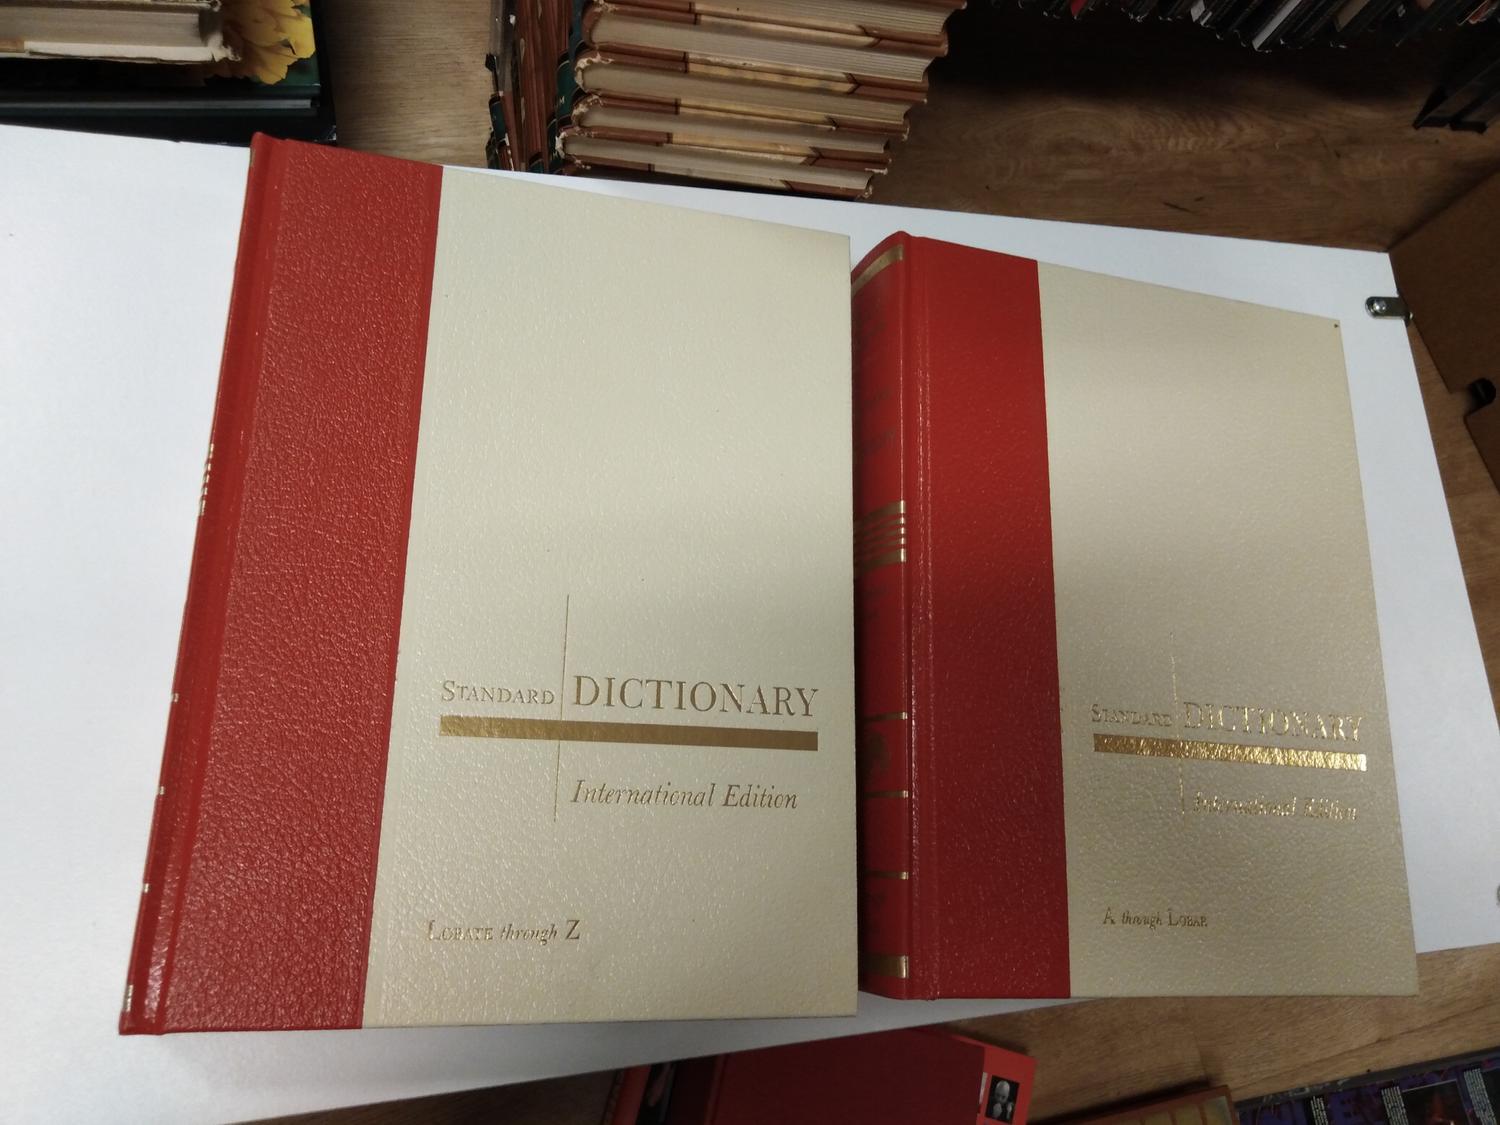 STANDARD DICTIONARY
International Edition
LOBATE through Z
STANDARD DICTIONARY
International Edition
A through LOBAR